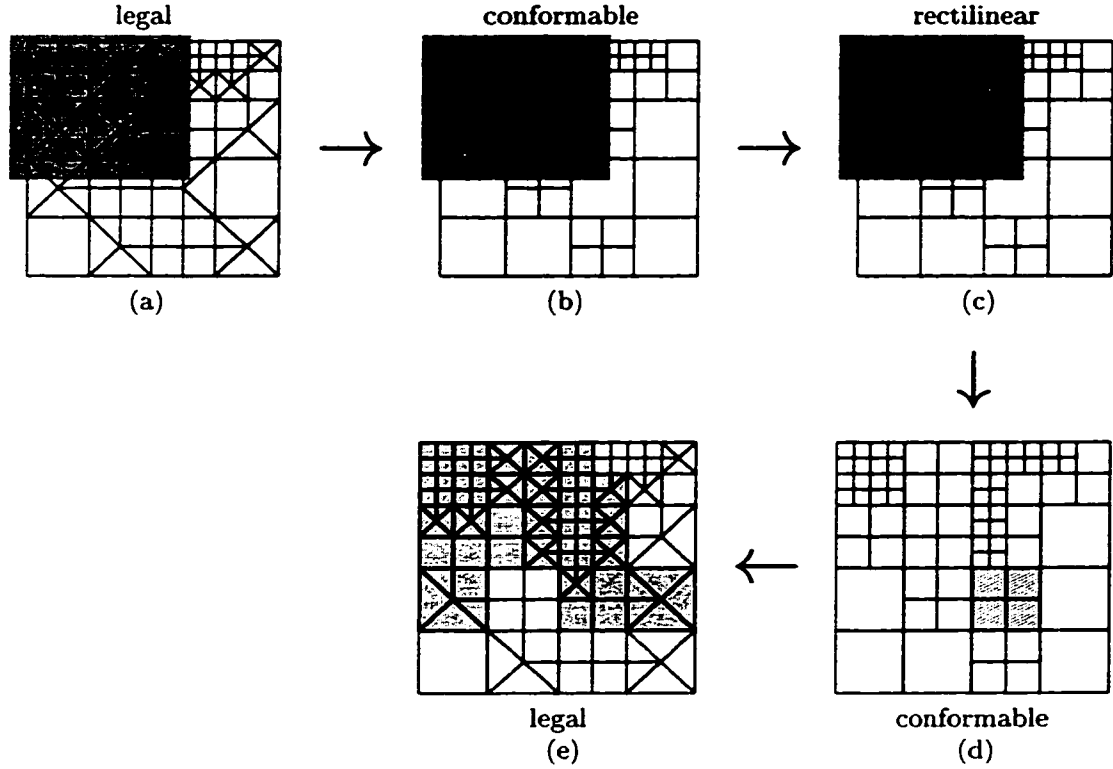 legal
conformable
rectilinear
(a)
(b)
(c)
legal
(e)
conformable
(d)